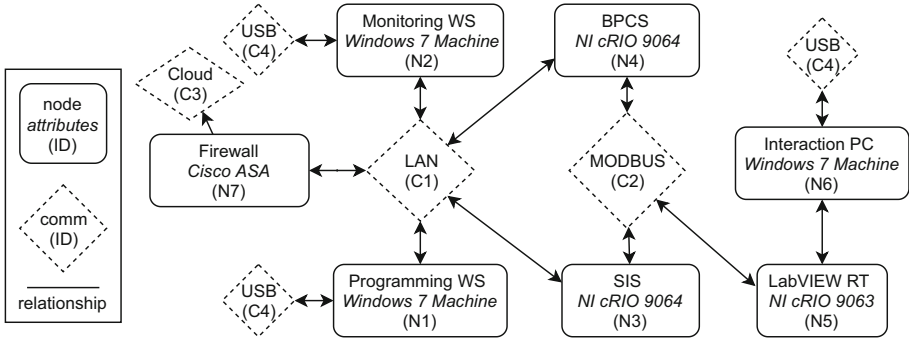 node
attributes
(ID)
comm
(ID)
relationship
USB
(C4)
Monitoring WS
Windows 7 Machine
(N2)
BPCS
NI cRIO 9064
(N4)
USB
(C4)
Cloud
(C3)
Firewall
Cisco ASA
(N7)
LAN
(C1)
MODBUS
(C2)
Interaction PC
Windows 7 Machine
(N6)
USB
(C4)
Programming WS
Windows 7 Machine
(N1)
SIS
NI cRIO 9064
(N3)
LabVIEW RT
NI cRIO 9063
(N5)